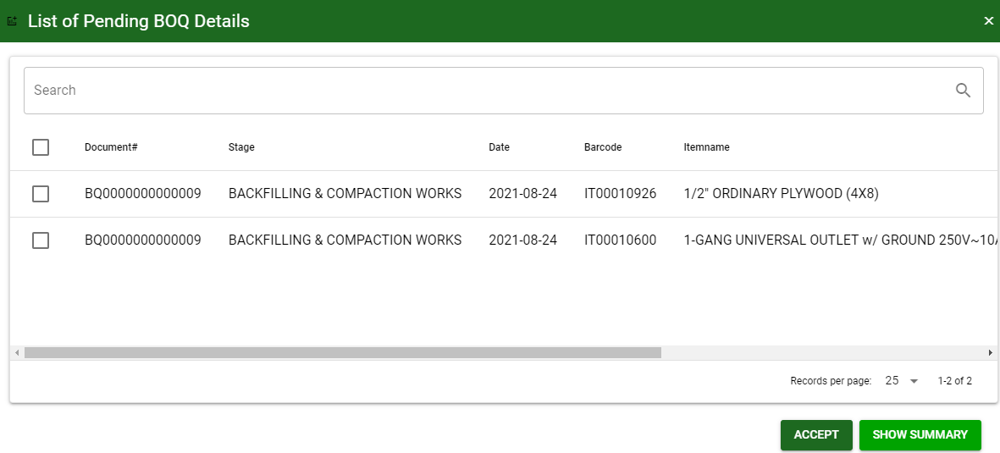 List of Pending BOQ Details
Search
Document# Stage Date Barcode Itemname
BQ0000000000009 BACKFILLING & COMPACTION WORKS 2021-08-24 IT00010926 1/2" ORDINARY PLYWOOD (4X8)
BQ0000000000009 BACKFILLING & COMPACTION WORKS 2021-08-24 IT00010600 1-GANG UNIVERSAL OUTLET w/ GROUND 250V~10A
Records per page: 25 1-2 of 2
ACCEPT SHOW SUMMARY